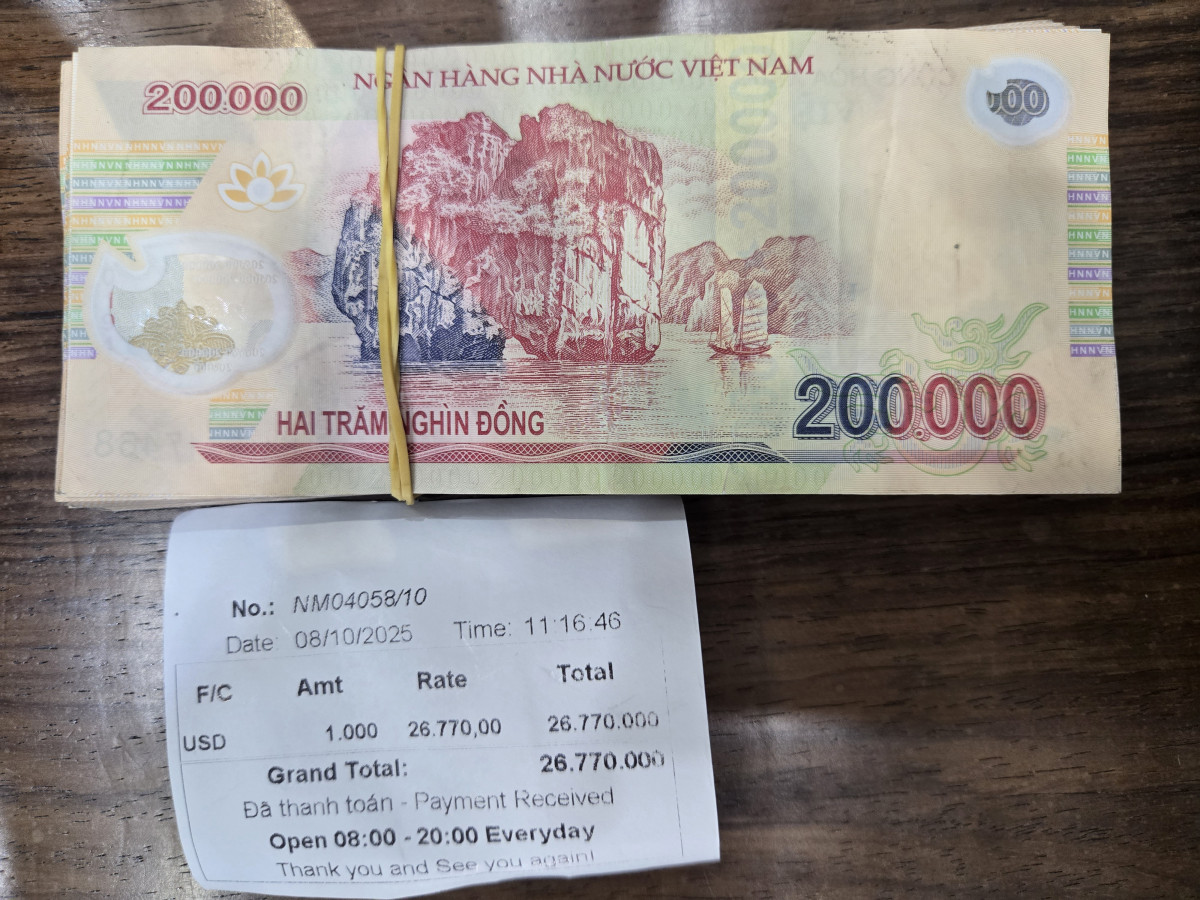 NGÂN HÀNG NHÀ NƯỚC VIỆT NAM
200.000
200000
HAI TRĂM NGHÌN ĐỒNG
200.000
No.: NM04058/10
Date: 08/10/2025 Time: 11:16:46
F/C Amt Rate Total
USD 1.000 26.770,00 26.770.000
Grand Total: 26.770.000
Đã thanh toán - Payment Received
Open 08:00 - 20:00 Everyday
Thank you and See you again!